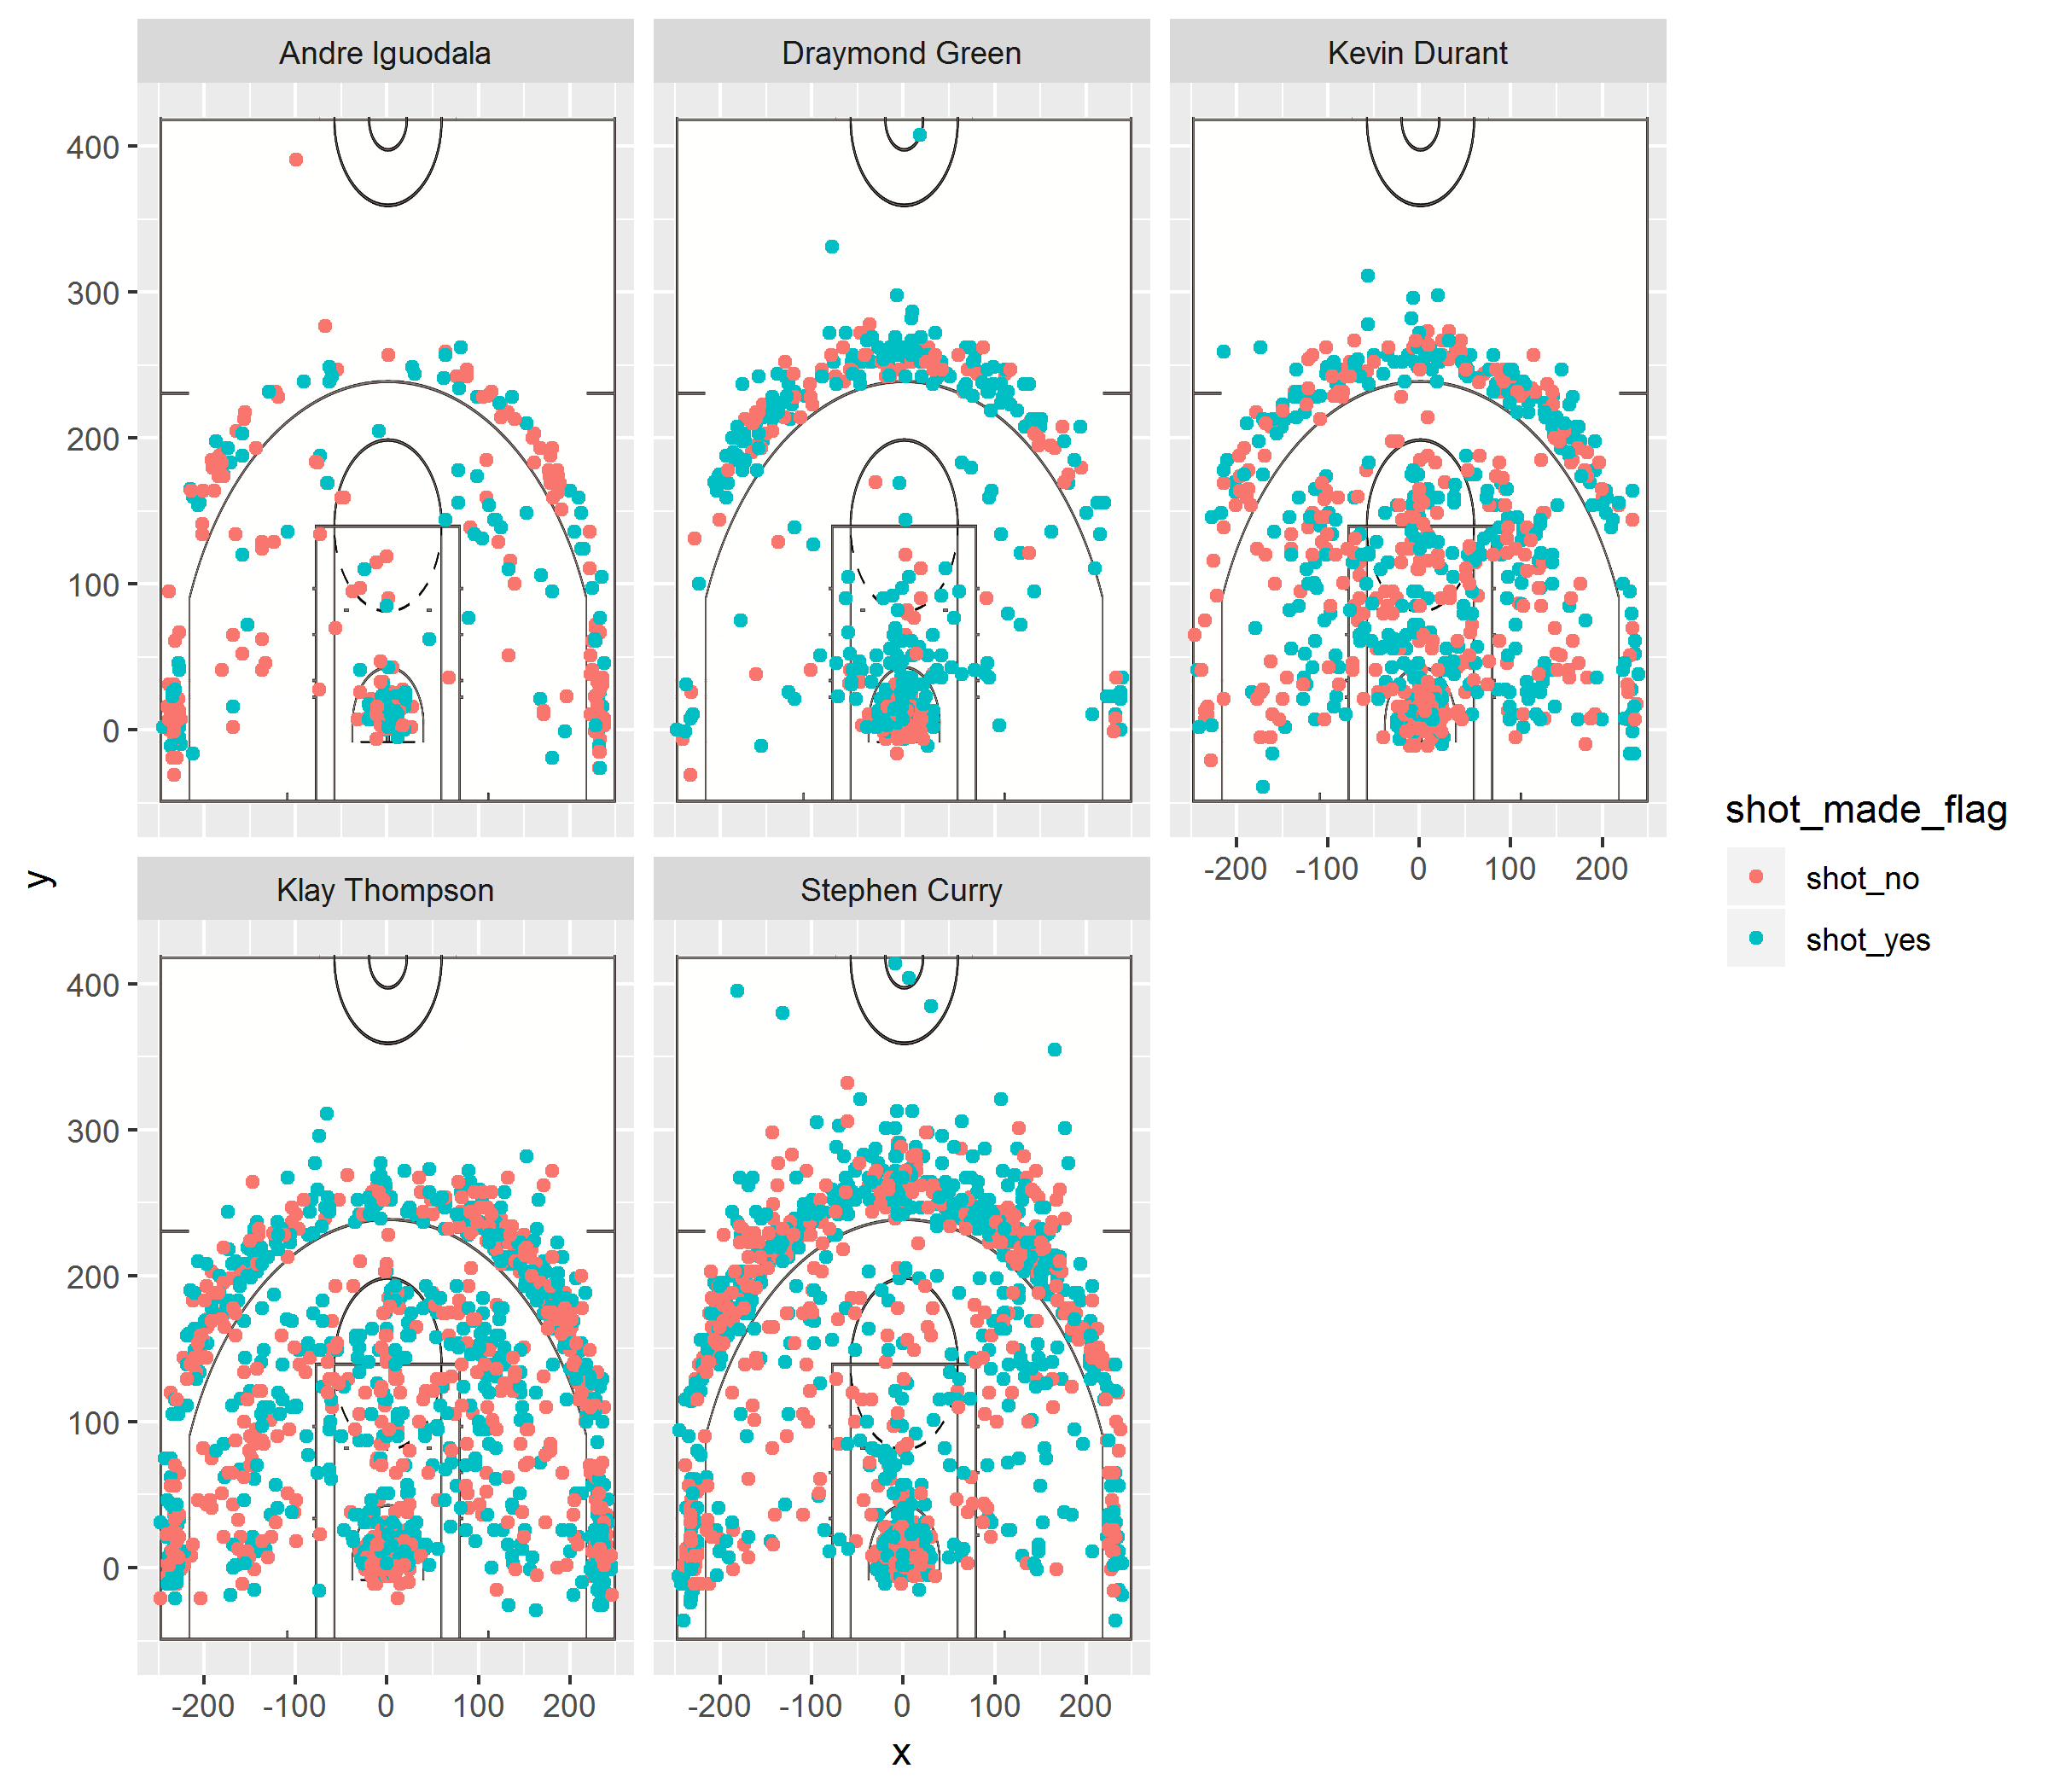 Andre Iguodala
Draymond Green
Kevin Durant
400
300
200
100
0
-200 -100 0 100 200
y
Klay Thompson
Stephen Curry
400
300
200
100
0
-200 -100 0 100 200
-200 -100 0 100 200
x
shot_made_flag
shot_no
shot_yes